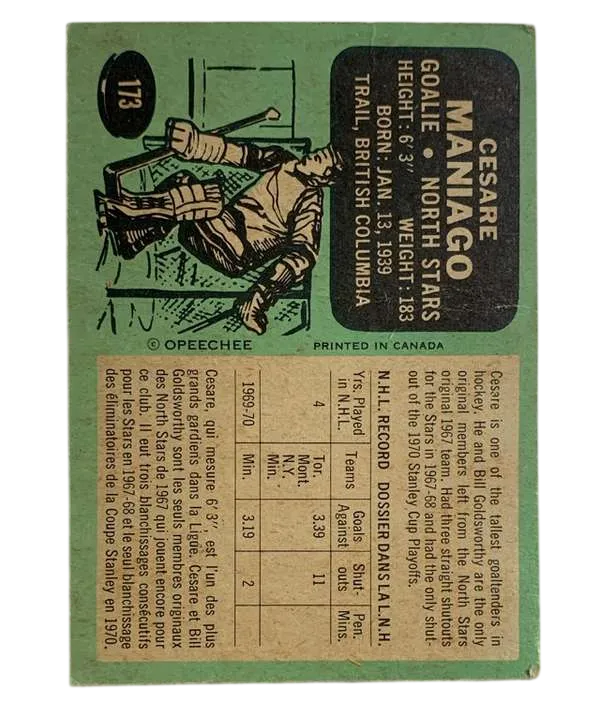 173
CESARE
MANIAGO
GOALIE • NORTH STARS
HEIGHT: 6'3" WEIGHT: 183
BORN: JAN. 13, 1939
TRAIL, BRITISH COLUMBIA
© OPEECHEE PRINTED IN CANADA
Cesare is one of the tallest goaltenders in
hockey. He and Bill Goldsworthy are the only
original members left from the North Stars
original 1967 team. Had three straight shutouts
for the Stars in 1967-68 and had the only shut-
out of the 1970 Stanley Cup Playoffs.
N.H.L. RECORD DOSSIER DANS LA L.N.H.
Yrs. Played in N.H.L. Teams Goals Against Shut-outs Pen. Mins.
4 Tor. Mont. N.Y. Min. 3.39 11
1969-70 Min. 3.19 2
Cesare, qui mesure 6'3", est l'un des plus
grands gardiens dans la Ligue. Cesare et Bill
Goldsworthy sont les seuls membres originaux
des North Stars de 1967 qui jouent encore pour
ce club. Il eut trois blanchissages consécutifs
pour les Stars en 1967-68 et le seul blanchissage
des éliminatoires de la Coupe Stanley en 1970.